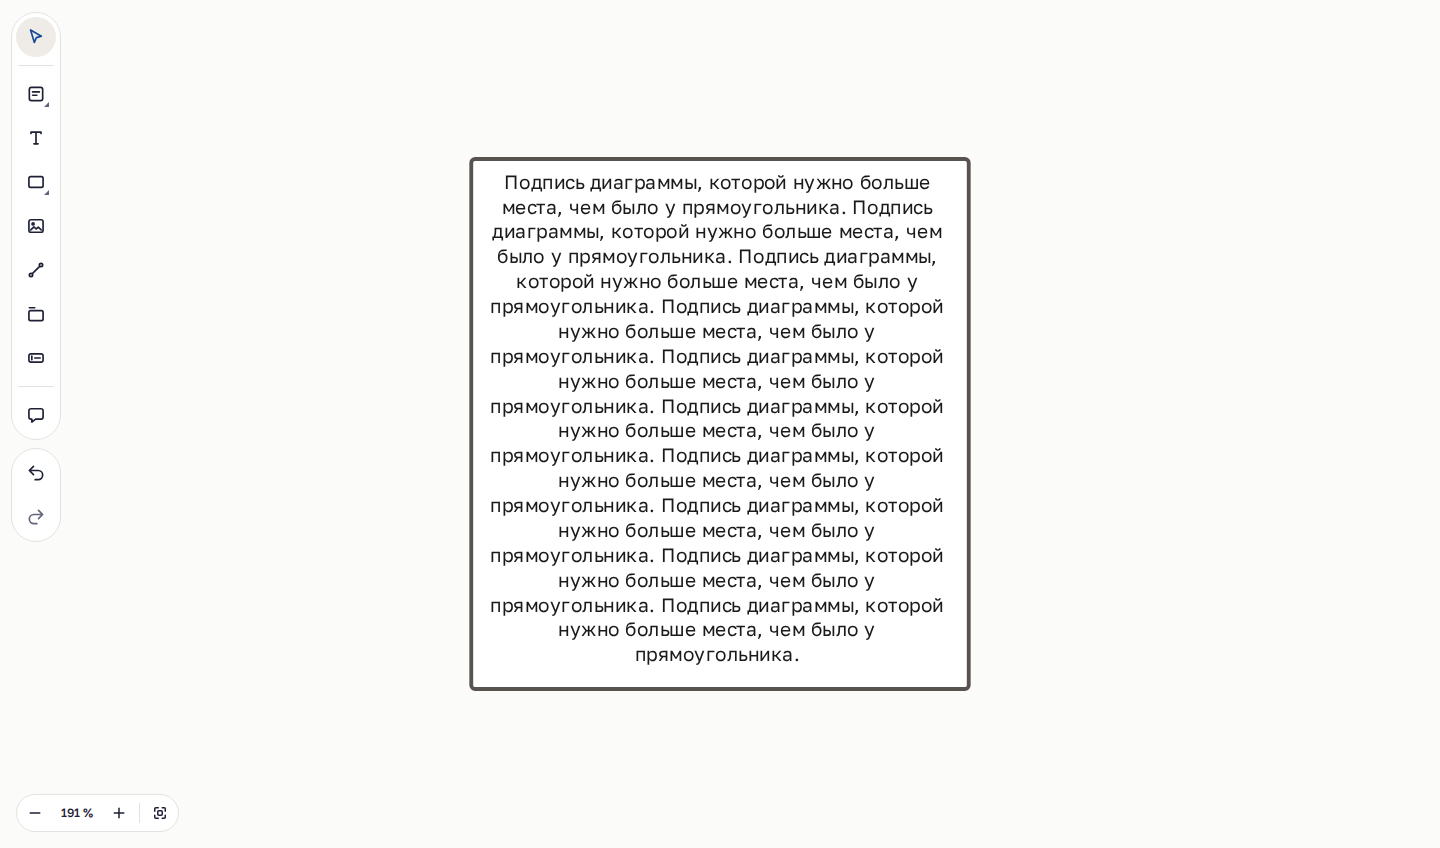 Подпись диаграммы, которой нужно больше
места, чем было у прямоугольника. Подпись
диаграммы, которой нужно больше места, чем
было у прямоугольника. Подпись диаграммы,
которой нужно больше места, чем было у
прямоугольника. Подпись диаграммы, которой
нужно больше места, чем было у
прямоугольника. Подпись диаграммы, которой
нужно больше места, чем было у
прямоугольника. Подпись диаграммы, которой
нужно больше места, чем было у
прямоугольника. Подпись диаграммы, которой
нужно больше места, чем было у
прямоугольника. Подпись диаграммы, которой
нужно больше места, чем было у
прямоугольника. Подпись диаграммы, которой
нужно больше места, чем было у
прямоугольника. Подпись диаграммы, которой
нужно больше места, чем было у
прямоугольника.
191 %